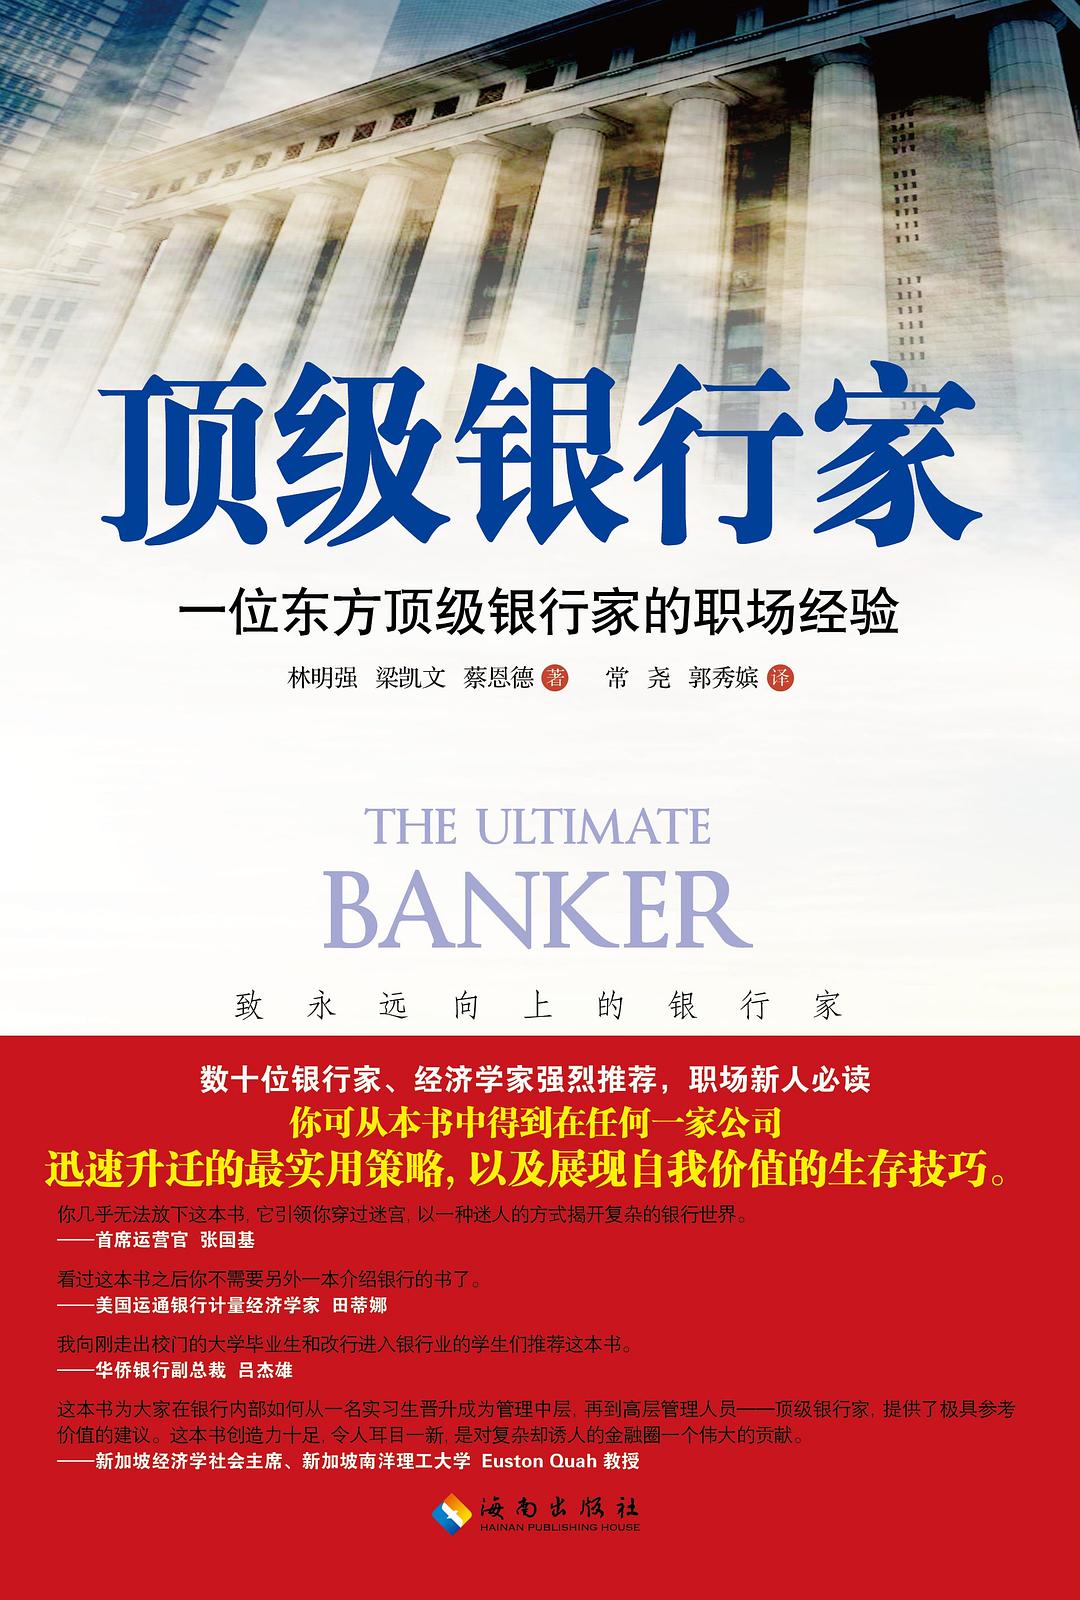 顶级银行家
一位东方顶级银行家的职场经验
林明强 梁凯文 蔡恩德 著 常 尧 郭秀嫔 译
THE ULTIMATE
BANKER
致永远向上的银行家
数十位银行家、经济学家强烈推荐，职场新人必读
你可从本书中得到在任何一家公司
迅速升迁的最实用策略，以及展现自我价值的生存技巧。
你几乎无法放下这本书，它引领你穿过迷宫，以一种迷人的方式揭开复杂的银行世界。
——首席运营官 张国基
看过这本书之后你不需要另外一本介绍银行的书了。
——美国运通银行计量经济学家 田蒂娜
我向刚走出校门的大学毕业生和改行进入银行业的学生们推荐这本书。
——华侨银行副总裁 吕杰雄
这本书为大家在银行内部如何从一名实习生晋升成为管理中层，再到高层管理人员——顶级银行家，提供了极具参考
价值的建议。这本书创造力十足，令人耳目一新，是对复杂却诱人的金融圈一个伟大的贡献。
——新加坡经济学社会主席、新加坡南洋理工大学 Euston Quah 教授
海南出版社
HAINAN PUBLISHING HOUSE